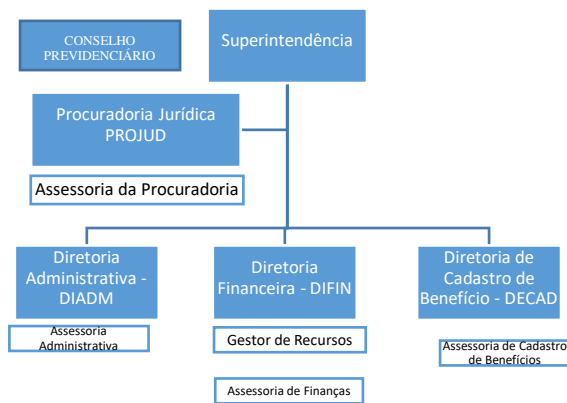 CONSELHO
PREVIDENCIÁRIO
Superintendência
Procuradoria Jurídica
PROJUD
Assessoria da Procuradoria
Diretoria
Administrativa -
DIADM
Diretoria
Financeira - DIFIN
Diretoria de
Cadastro de
Benefício - DECAD
Assessoria
Administrativa
Gestor de Recursos
Assessoria de Cadastro
de Benefícios
Assessoria de Finanças